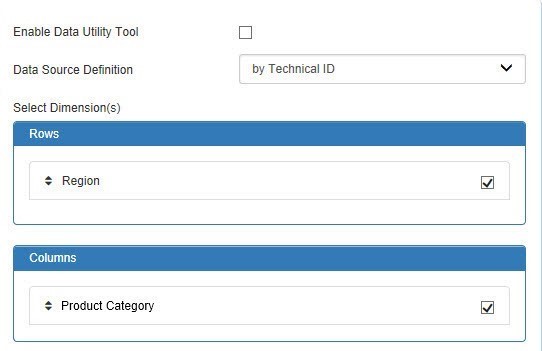 Enable Data Utility Tool
Data Source Definition by Technical ID
Select Dimension(s)
Rows
Region
Columns
Product Category